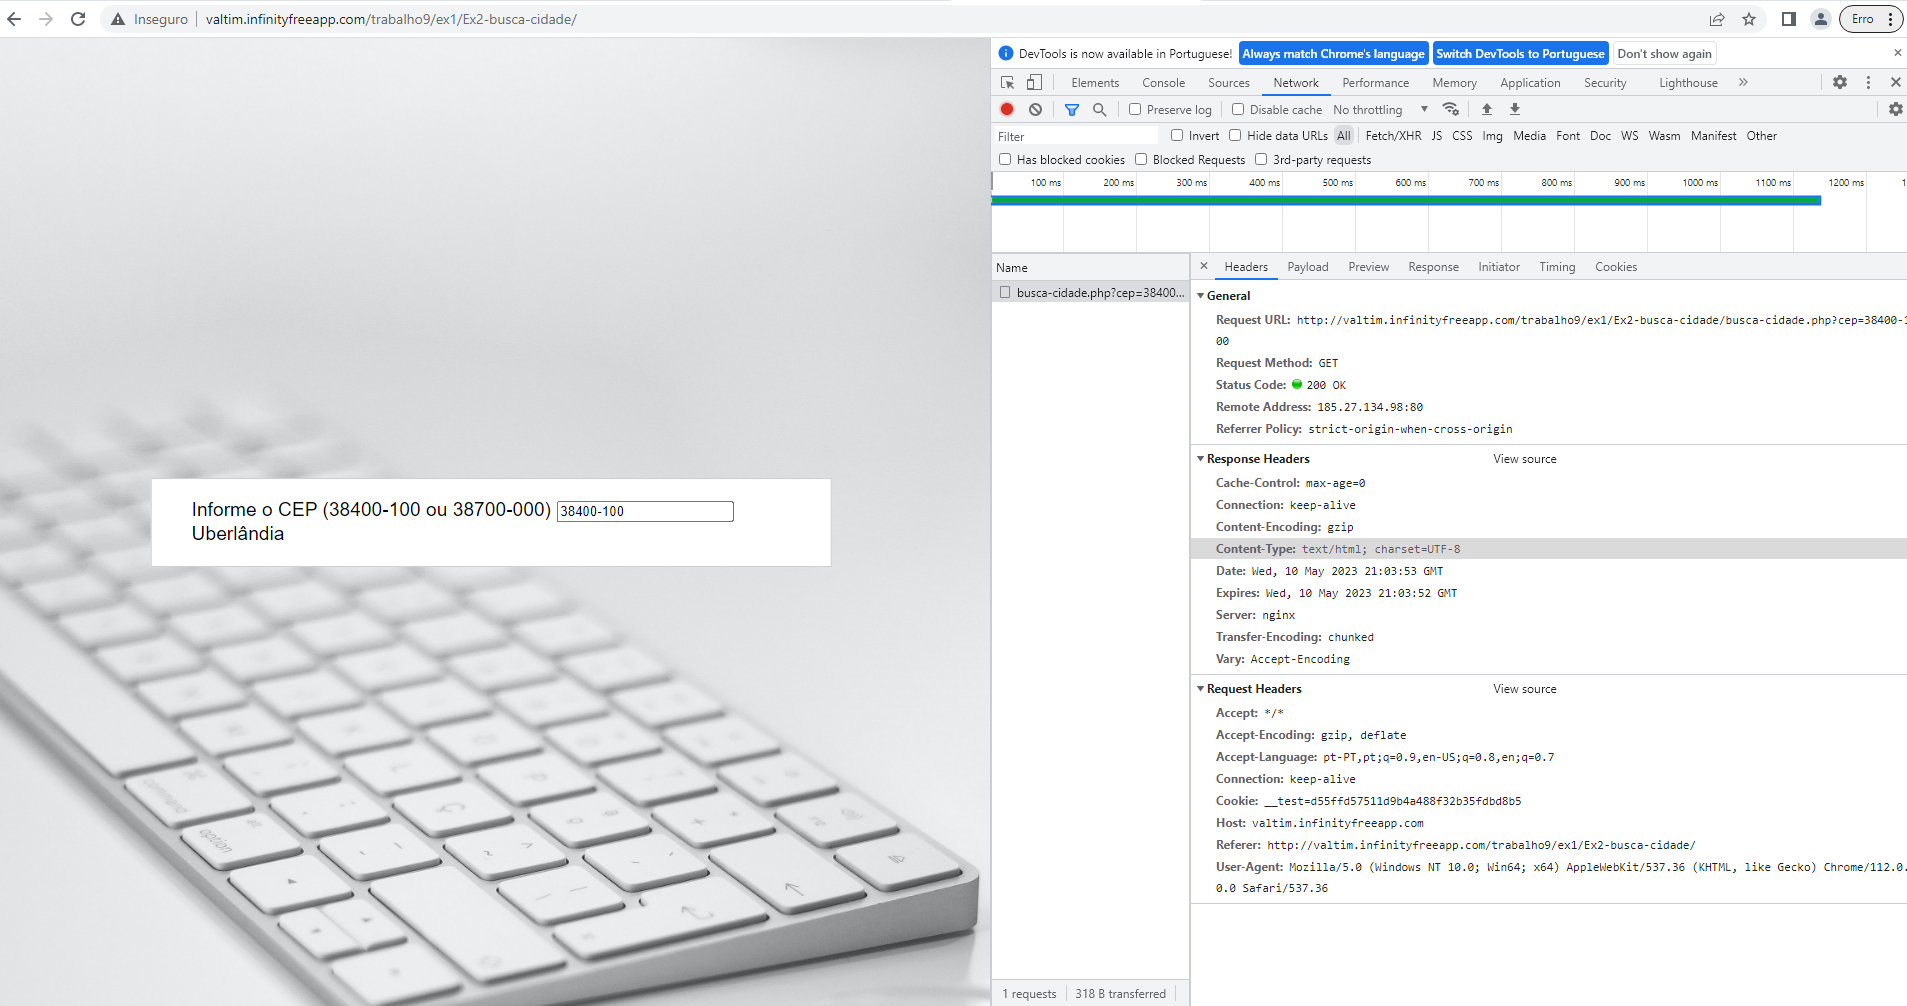 Inseguro valtim.infinityfreeapp.com/trabalho9/ex1/Ex2-busca-cidade/ Erro
DevTools is now available in Portuguese! Always match Chrome's language Switch DevTools to Portuguese Don't show again
Elements Console Sources Network Performance Memory Application Security Lighthouse
Preserve log Disable cache No throttling
Filter Invert Hide data URLs All Fetch/XHR JS CSS Img Media Font Doc WS Wasm Manifest Other
Has blocked cookies Blocked Requests 3rd-party requests
100 ms 200 ms 300 ms 400 ms 500 ms 600 ms 700 ms 800 ms 900 ms 1000 ms 1100 ms 1200 ms 1
Name
busca-cidade.php?cep=38400...
Headers Payload Preview Response Initiator Timing Cookies
General
Request URL: http://valtim.infinityfreeapp.com/trabalho9/ex1/Ex2-busca-cidade/busca-cidade.php?cep=38400-1
00
Request Method: GET
Status Code: 200 OK
Remote Address: 185.27.134.98:80
Referrer Policy: strict-origin-when-cross-origin
Response Headers View source
Cache-Control: max-age=0
Connection: keep-alive
Content-Encoding: gzip
Content-Type: text/html; charset=UTF-8
Date: Wed, 10 May 2023 21:03:53 GMT
Expires: Wed, 10 May 2023 21:03:52 GMT
Server: nginx
Transfer-Encoding: chunked
Vary: Accept-Encoding
Request Headers View source
Accept: */*
Accept-Encoding: gzip, deflate
Accept-Language: pt-PT,pt;q=0.9,en-US;q=0.8,en;q=0.7
Connection: keep-alive
Cookie: __test=d55ffd57511d9b4a488f32b35fdbd8b5
Host: valtim.infinityfreeapp.com
Referer: http://valtim.infinityfreeapp.com/trabalho9/ex1/Ex2-busca-cidade/
User-Agent: Mozilla/5.0 (Windows NT 10.0; Win64; x64) AppleWebKit/537.36 (KHTML, like Gecko) Chrome/112.0.
0.0 Safari/537.36
1 requests 318 B transferred
Informe o CEP (38400-100 ou 38700-000) 38400-100
Uberlândia
command
option
alt